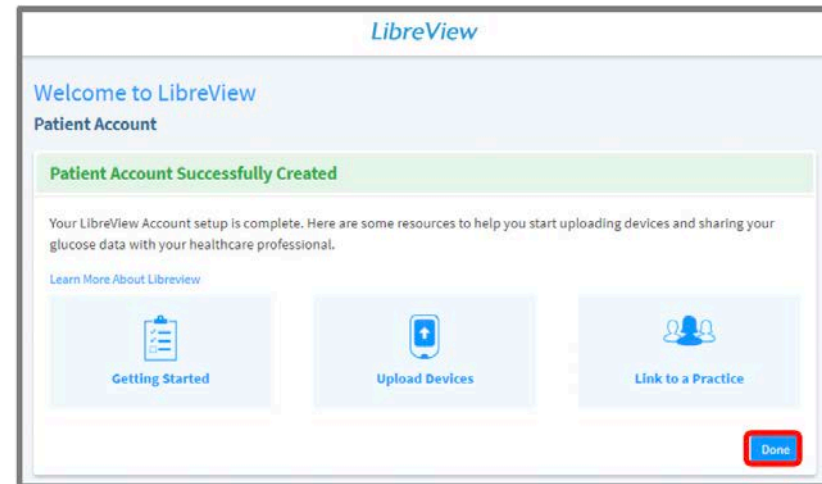 LibreView
Welcome to LibreView
Patient Account
Patient Account Successfully Created
Your LibreView Account setup is complete. Here are some resources to help you start uploading devices and sharing your
glucose data with your healthcare professional.
Learn More About Libreview
Getting Started
Upload Devices
Link to a Practice
Done